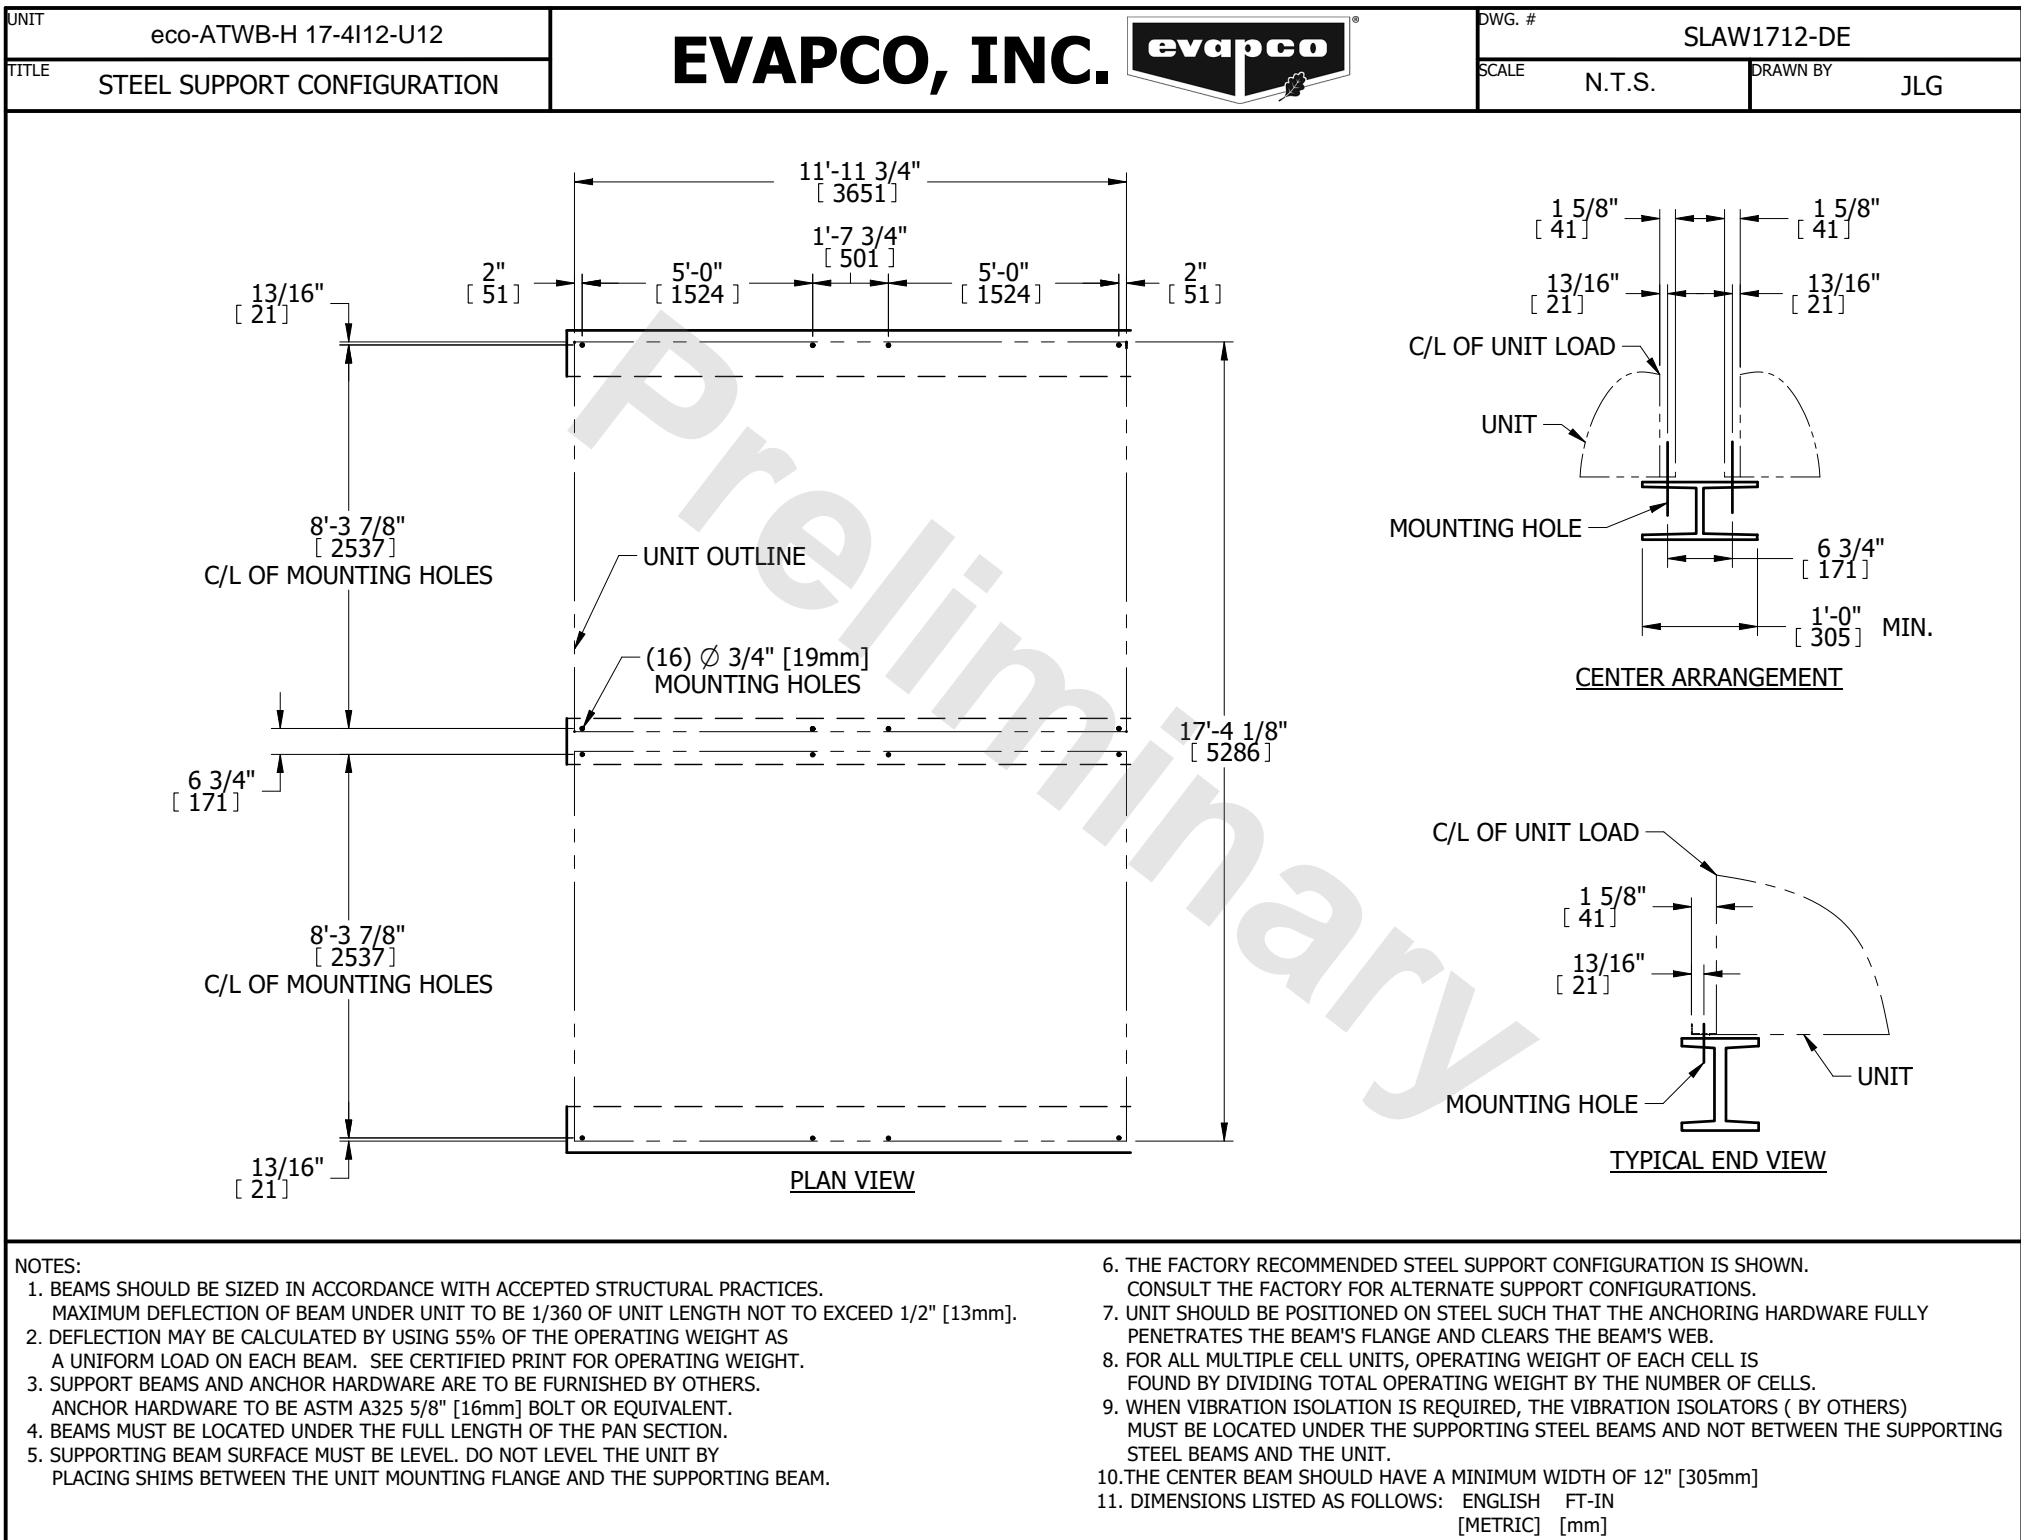 UNIT
eco-ATWB-H 17-4I12-U12
TITLE
STEEL SUPPORT CONFIGURATION
EVAPCO, INC.
evapco
®
DWG. #
SLAW1712-DE
SCALE
N.T.S.
DRAWN BY
JLG
11'-11 3/4"
[ 3651 ]
1'-7 3/4"
[ 501 ]
2"
[ 51 ]
5'-0"
[ 1524 ]
5'-0"
[ 1524 ]
2"
[ 51 ]
13/16"
[ 21 ]
8'-3 7/8"
[ 2537 ]
C/L OF MOUNTING HOLES
UNIT OUTLINE
(16) ∅ 3/4" [19mm]
MOUNTING HOLES
6 3/4"
[ 171 ]
17'-4 1/8"
[ 5286 ]
8'-3 7/8"
[ 2537 ]
C/L OF MOUNTING HOLES
13/16"
[ 21 ]
PLAN VIEW
Preliminary
1 5/8"
[ 41 ]
1 5/8"
[ 41 ]
13/16"
[ 21 ]
13/16"
[ 21 ]
C/L OF UNIT LOAD
UNIT
MOUNTING HOLE
6 3/4"
[ 171 ]
1'-0"
[ 305 ] MIN.
CENTER ARRANGEMENT
C/L OF UNIT LOAD
1 5/8"
[ 41 ]
13/16"
[ 21 ]
UNIT
MOUNTING HOLE
TYPICAL END VIEW
NOTES:
1. BEAMS SHOULD BE SIZED IN ACCORDANCE WITH ACCEPTED STRUCTURAL PRACTICES.
MAXIMUM DEFLECTION OF BEAM UNDER UNIT TO BE 1/360 OF UNIT LENGTH NOT TO EXCEED 1/2" [13mm].
2. DEFLECTION MAY BE CALCULATED BY USING 55% OF THE OPERATING WEIGHT AS
A UNIFORM LOAD ON EACH BEAM. SEE CERTIFIED PRINT FOR OPERATING WEIGHT.
3. SUPPORT BEAMS AND ANCHOR HARDWARE ARE TO BE FURNISHED BY OTHERS.
ANCHOR HARDWARE TO BE ASTM A325 5/8" [16mm] BOLT OR EQUIVALENT.
4. BEAMS MUST BE LOCATED UNDER THE FULL LENGTH OF THE PAN SECTION.
5. SUPPORTING BEAM SURFACE MUST BE LEVEL. DO NOT LEVEL THE UNIT BY
PLACING SHIMS BETWEEN THE UNIT MOUNTING FLANGE AND THE SUPPORTING BEAM.
6. THE FACTORY RECOMMENDED STEEL SUPPORT CONFIGURATION IS SHOWN.
CONSULT THE FACTORY FOR ALTERNATE SUPPORT CONFIGURATIONS.
7. UNIT SHOULD BE POSITIONED ON STEEL SUCH THAT THE ANCHORING HARDWARE FULLY
PENETRATES THE BEAM'S FLANGE AND CLEARS THE BEAM'S WEB.
8. FOR ALL MULTIPLE CELL UNITS, OPERATING WEIGHT OF EACH CELL IS
FOUND BY DIVIDING TOTAL OPERATING WEIGHT BY THE NUMBER OF CELLS.
9. WHEN VIBRATION ISOLATION IS REQUIRED, THE VIBRATION ISOLATORS ( BY OTHERS)
MUST BE LOCATED UNDER THE SUPPORTING STEEL BEAMS AND NOT BETWEEN THE SUPPORTING
STEEL BEAMS AND THE UNIT.
10.THE CENTER BEAM SHOULD HAVE A MINIMUM WIDTH OF 12" [305mm]
11. DIMENSIONS LISTED AS FOLLOWS: ENGLISH FT-IN
[METRIC] [mm]